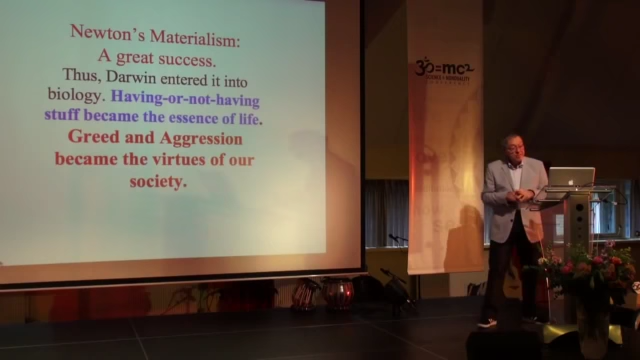 Newton's Materialism:
A great success.
Thus, Darwin entered it into
biology. Having-or-not-having
stuff became the essence of life.
Greed and Aggression
became the virtues of our
society.
ॐ=mc2